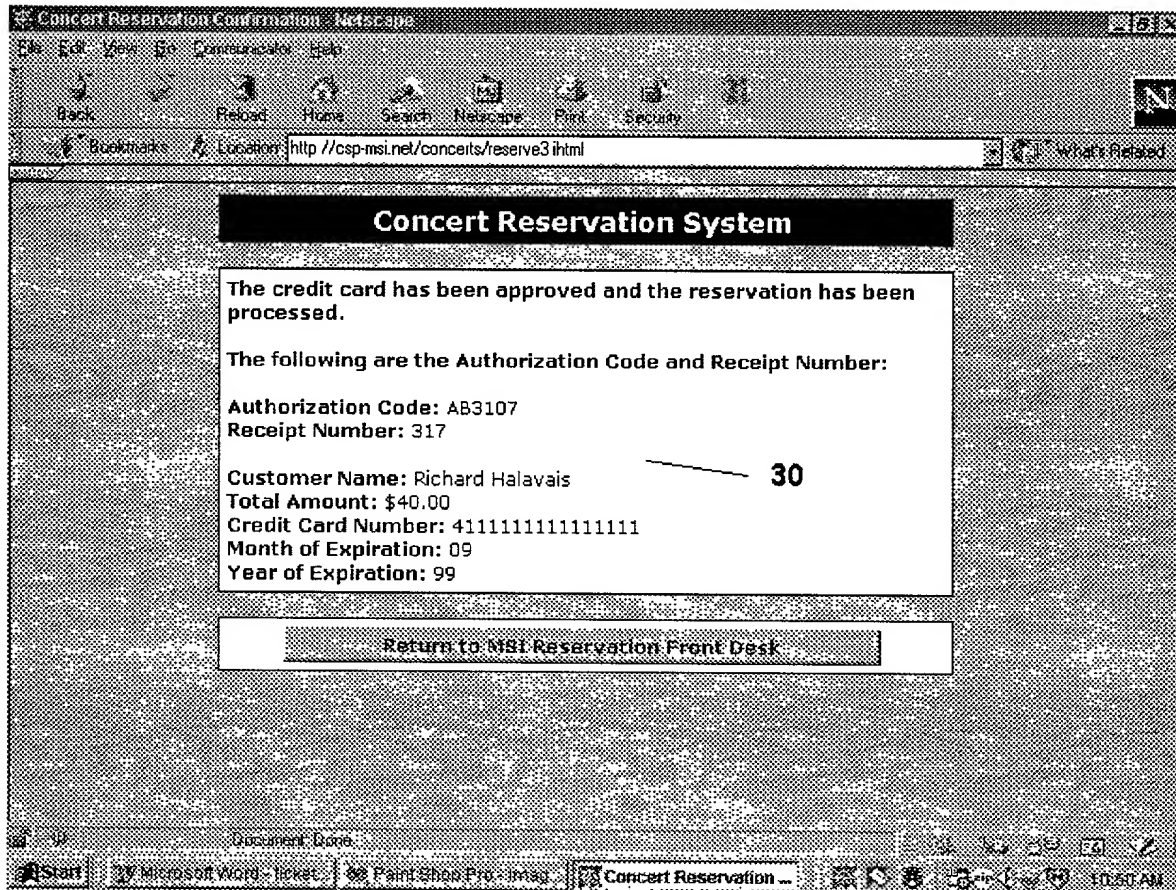 Concert Reservation Confirmation - Netscape
File Edit View Go Communicator Help
Back Reload Home Search Netscape Print Security
Bookmarks Location http //csp-msi.net/concerts/reserve3 ihtml What's Related
Concert Reservation System
The credit card has been approved and the reservation has been
processed.
The following are the Authorization Code and Receipt Number:
Authorization Code: AB3107
Receipt Number: 317
Customer Name: Richard Halavais
30
Total Amount: $40.00
Credit Card Number: 4111111111111111
Month of Expiration: 09
Year of Expiration: 99
Return to MSI Reservation Front Desk
Document: Done
Start Microsoft Word - ticket... Paint Shop Pro - Imag... Concert Reservation ... 10:50 AM